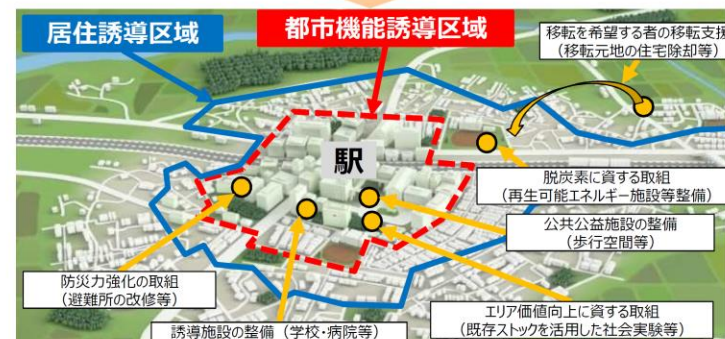 居住誘導区域
都市機能誘導区域
移転を希望する者の移転支援
(移転元地の住宅除却等)
駅
脱炭素に資する取組
(再生可能エネルギー施設等整備)
公共公益施設の整備
(歩行空間等)
防災力強化の取組
(避難所の改修等)
エリア価値向上に資する取組
(既存ストックを活用した社会実験等)
誘導施設の整備(学校・病院等)